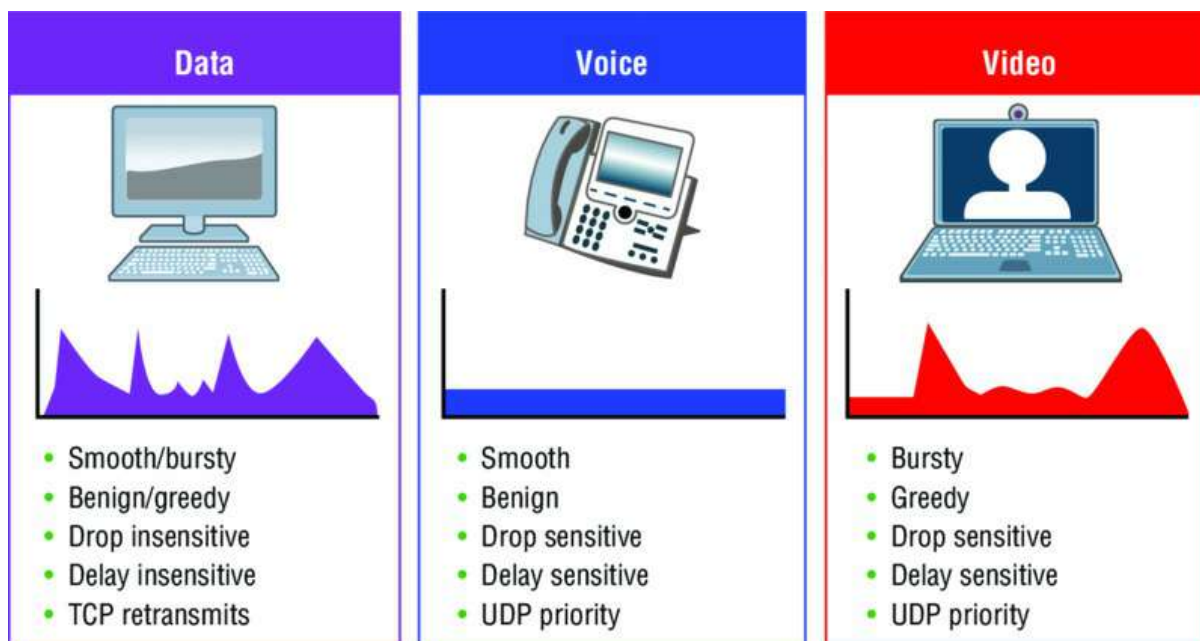 Data
• Smooth/bursty
• Benign/greedy
• Drop insensitive
• Delay insensitive
• TCP retransmits
Voice
• Smooth
• Benign
• Drop sensitive
• Delay sensitive
• UDP priority
Video
• Bursty
• Greedy
• Drop sensitive
• Delay sensitive
• UDP priority